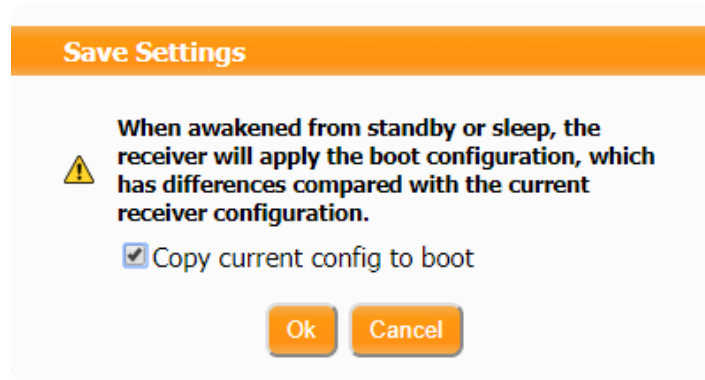 Save Settings
When awakened from standby or sleep, the
receiver will apply the boot configuration, which
has differences compared with the current
receiver configuration.
Copy current config to boot
Ok
Cancel